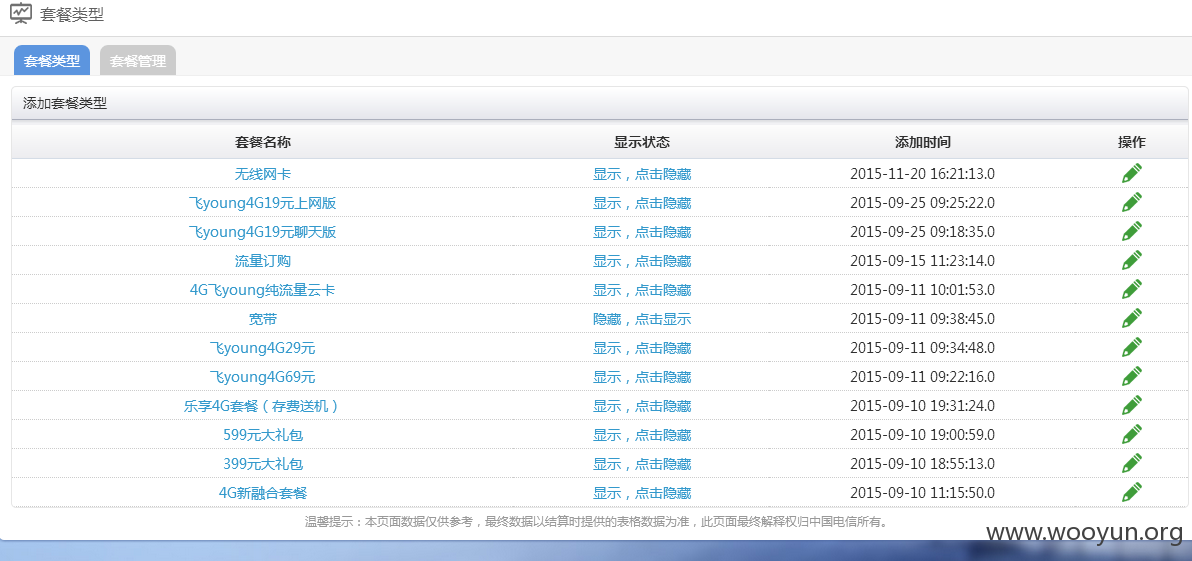 套餐类型
套餐类型 套餐管理
添加套餐类型
套餐名称 显示状态 添加时间 操作
无线网卡 显示，点击隐藏 2015-11-20 16:21:13.0
飞young4G19元上网版 显示，点击隐藏 2015-09-25 09:25:22.0
飞young4G19元聊天版 显示，点击隐藏 2015-09-25 09:18:35.0
流量订购 显示，点击隐藏 2015-09-15 11:23:14.0
4G飞young纯流量云卡 显示，点击隐藏 2015-09-11 10:01:53.0
宽带 隐藏，点击显示 2015-09-11 09:38:45.0
飞young4G29元 显示，点击隐藏 2015-09-11 09:34:48.0
飞young4G69元 显示，点击隐藏 2015-09-11 09:22:16.0
乐享4G套餐（存费送机） 显示，点击隐藏 2015-09-10 19:31:24.0
599元大礼包 显示，点击隐藏 2015-09-10 19:00:59.0
399元大礼包 显示，点击隐藏 2015-09-10 18:55:13.0
4G新融合套餐 显示，点击隐藏 2015-09-10 11:15:50.0
温馨提示：本页面数据仅供参考，最终数据以结算时提供的表格数据为准，此页面最终解释权归中国电信所有。
www.wooyun.org